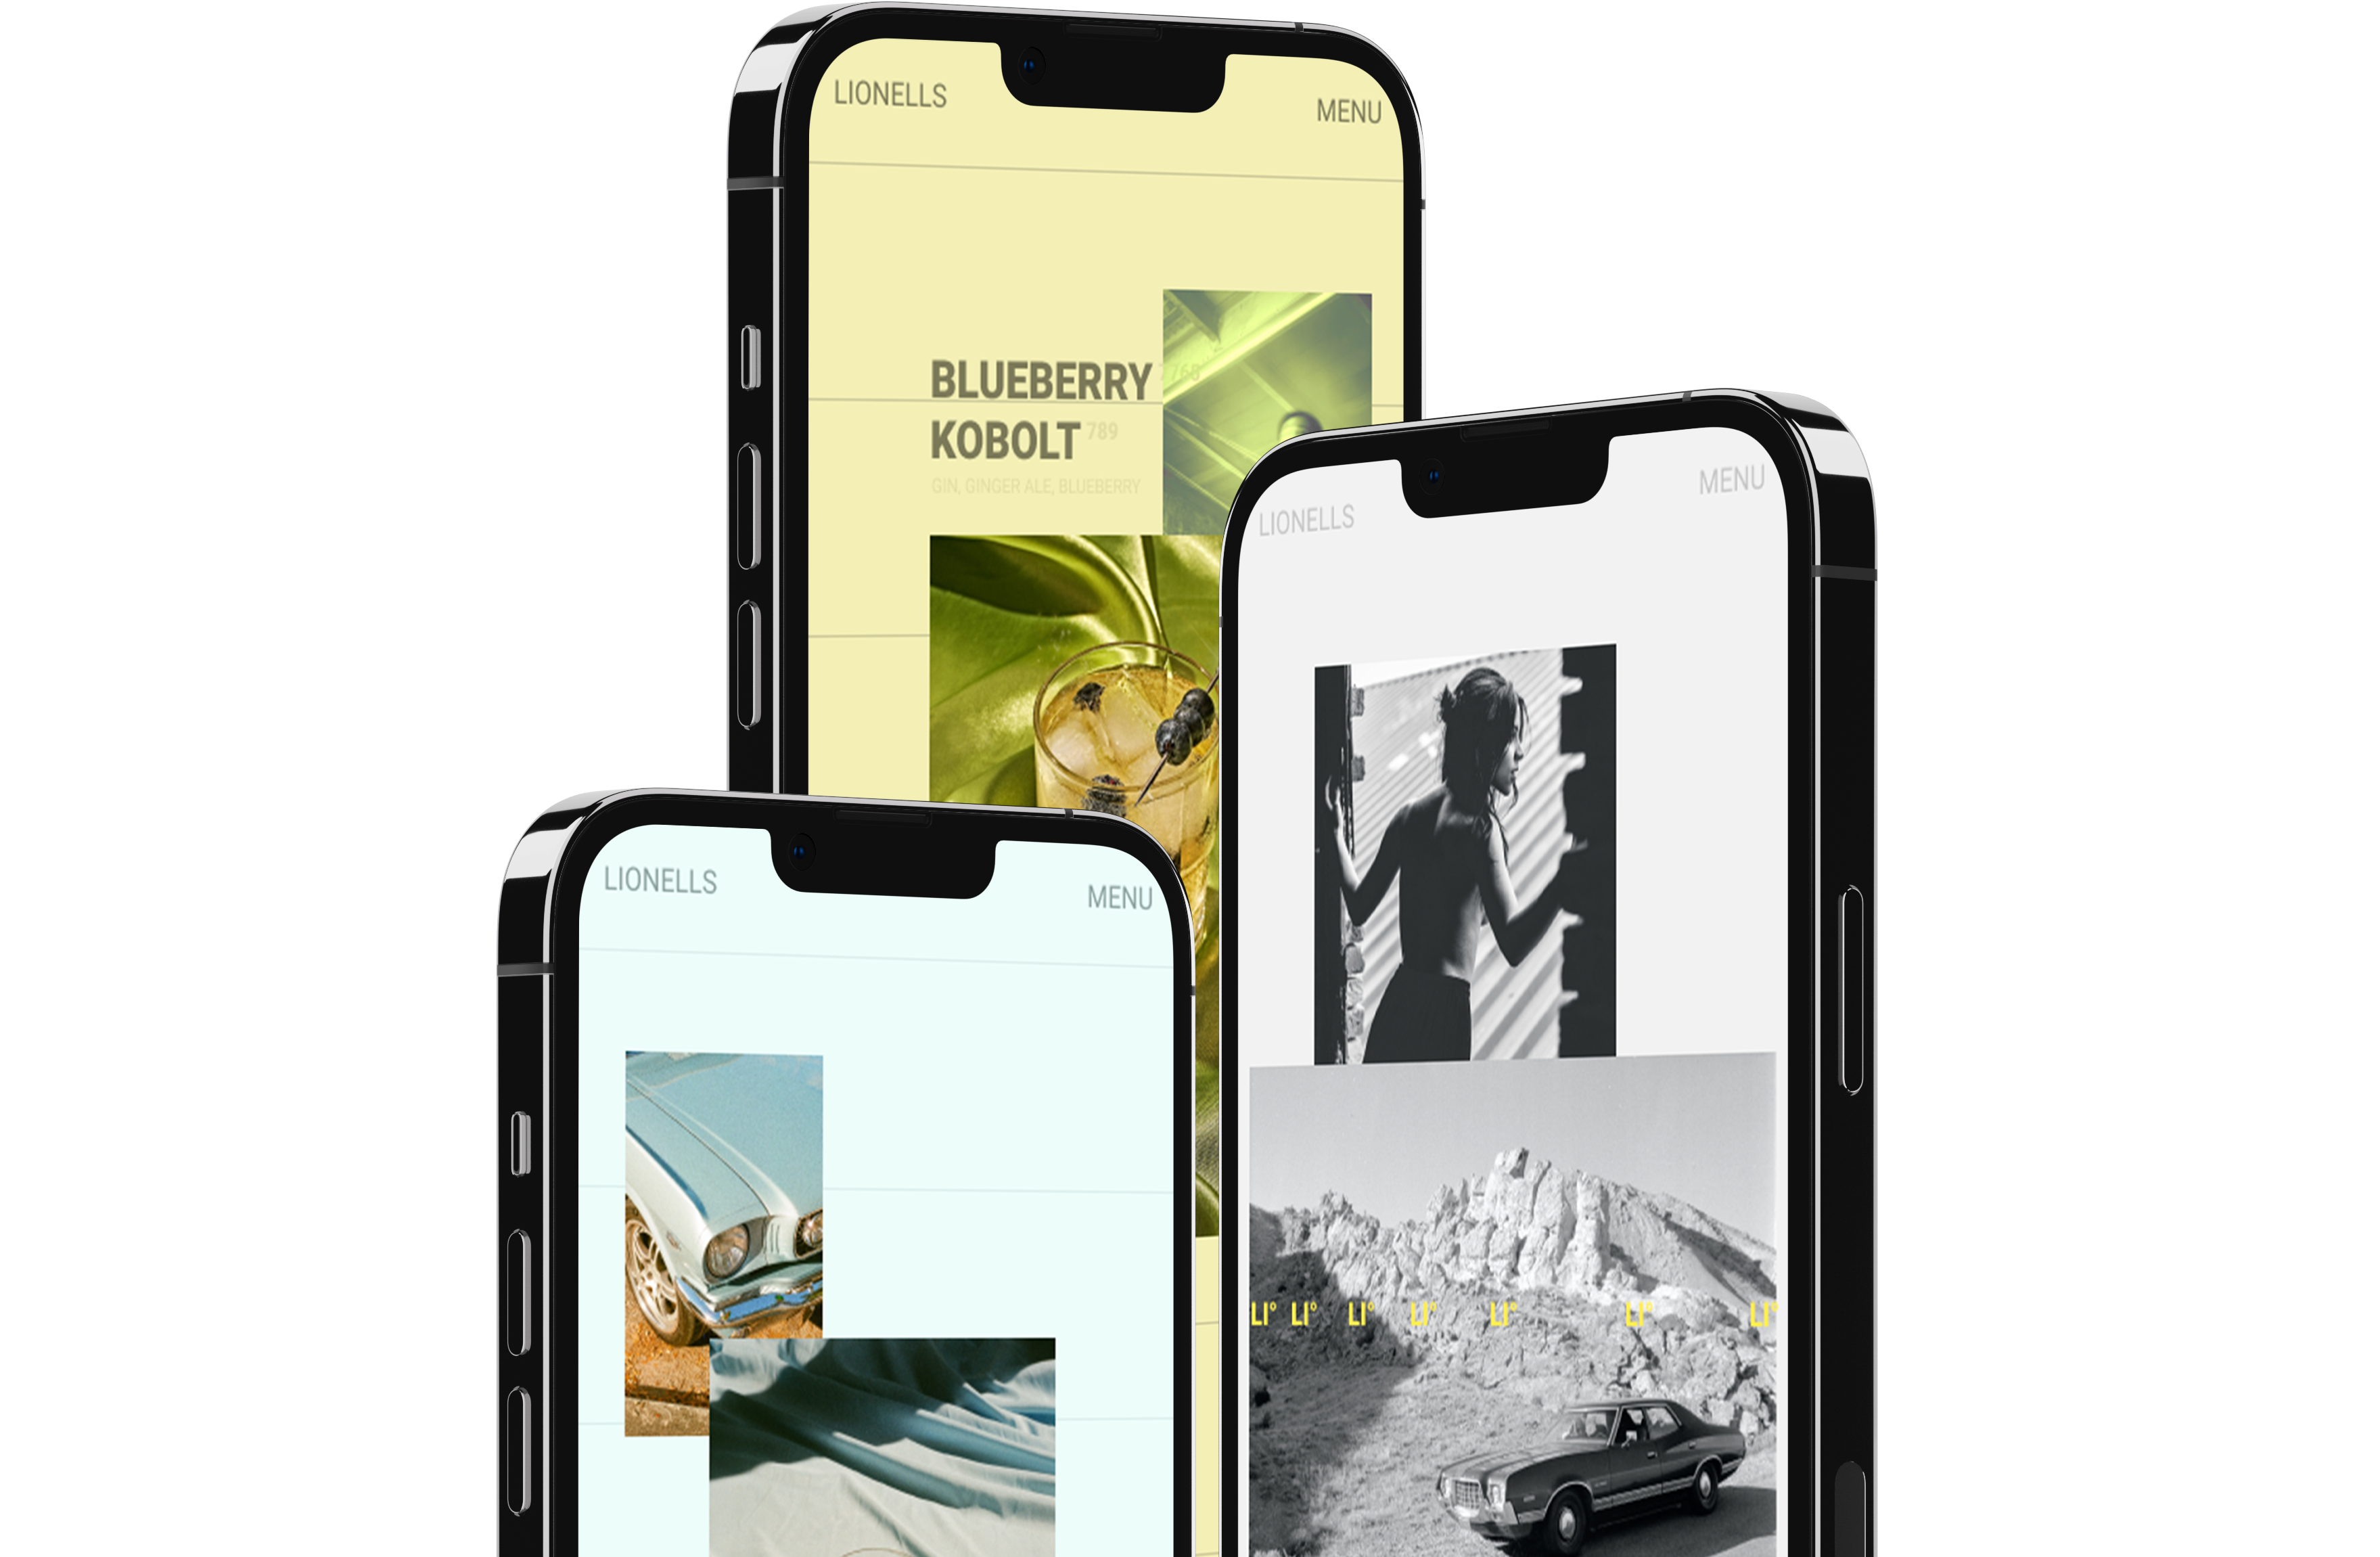 LIONELLS
MENU
BLUEBERRY
KOBOLT 789
GIN, GINGER ALE, BLUEBERRY
LIONELLS
MENU
LI° LI° LI° LI° LI° LI° LI°
LIONELLS
MENU